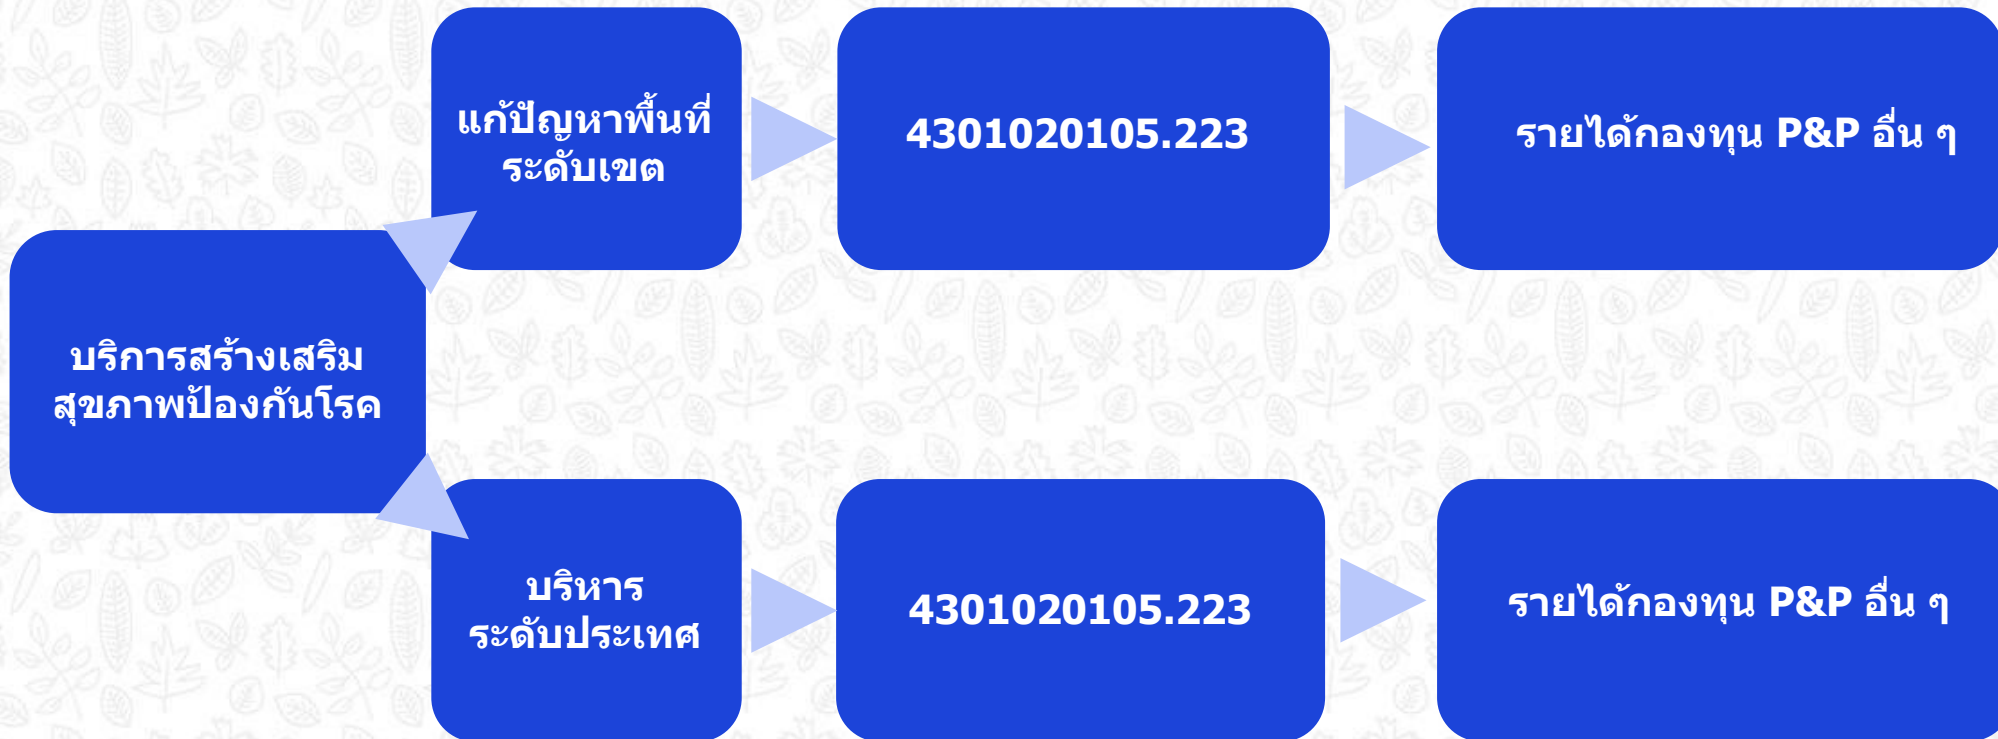 บริการสร้างเสริม
สุขภาพป้องกันโรค
แก้ปัญหาพื้นที่
ระดับเขต
4301020105.223
รายได้กองทุน P&P อื่น ๆ
บริหาร
ระดับประเทศ
4301020105.223
รายได้กองทุน P&P อื่น ๆ